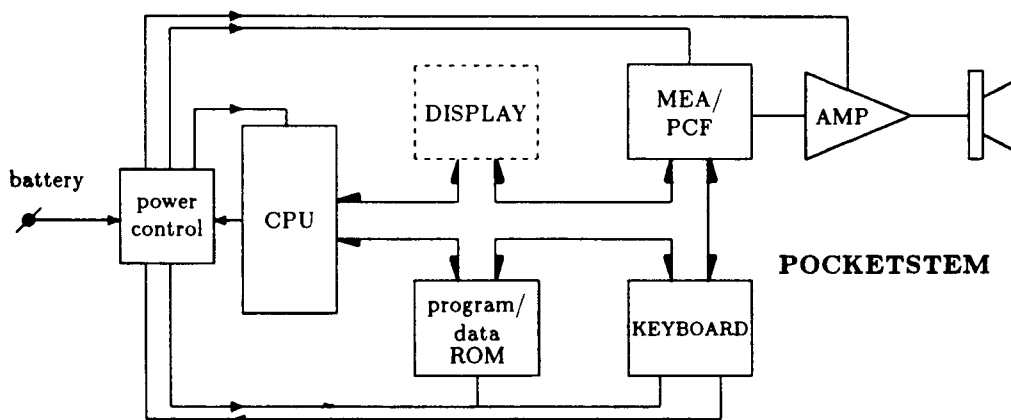 battery
power
control
CPU
DISPLAY
MEA/
PCF
AMP
program/
data
ROM
KEYBOARD
POCKETSTEM